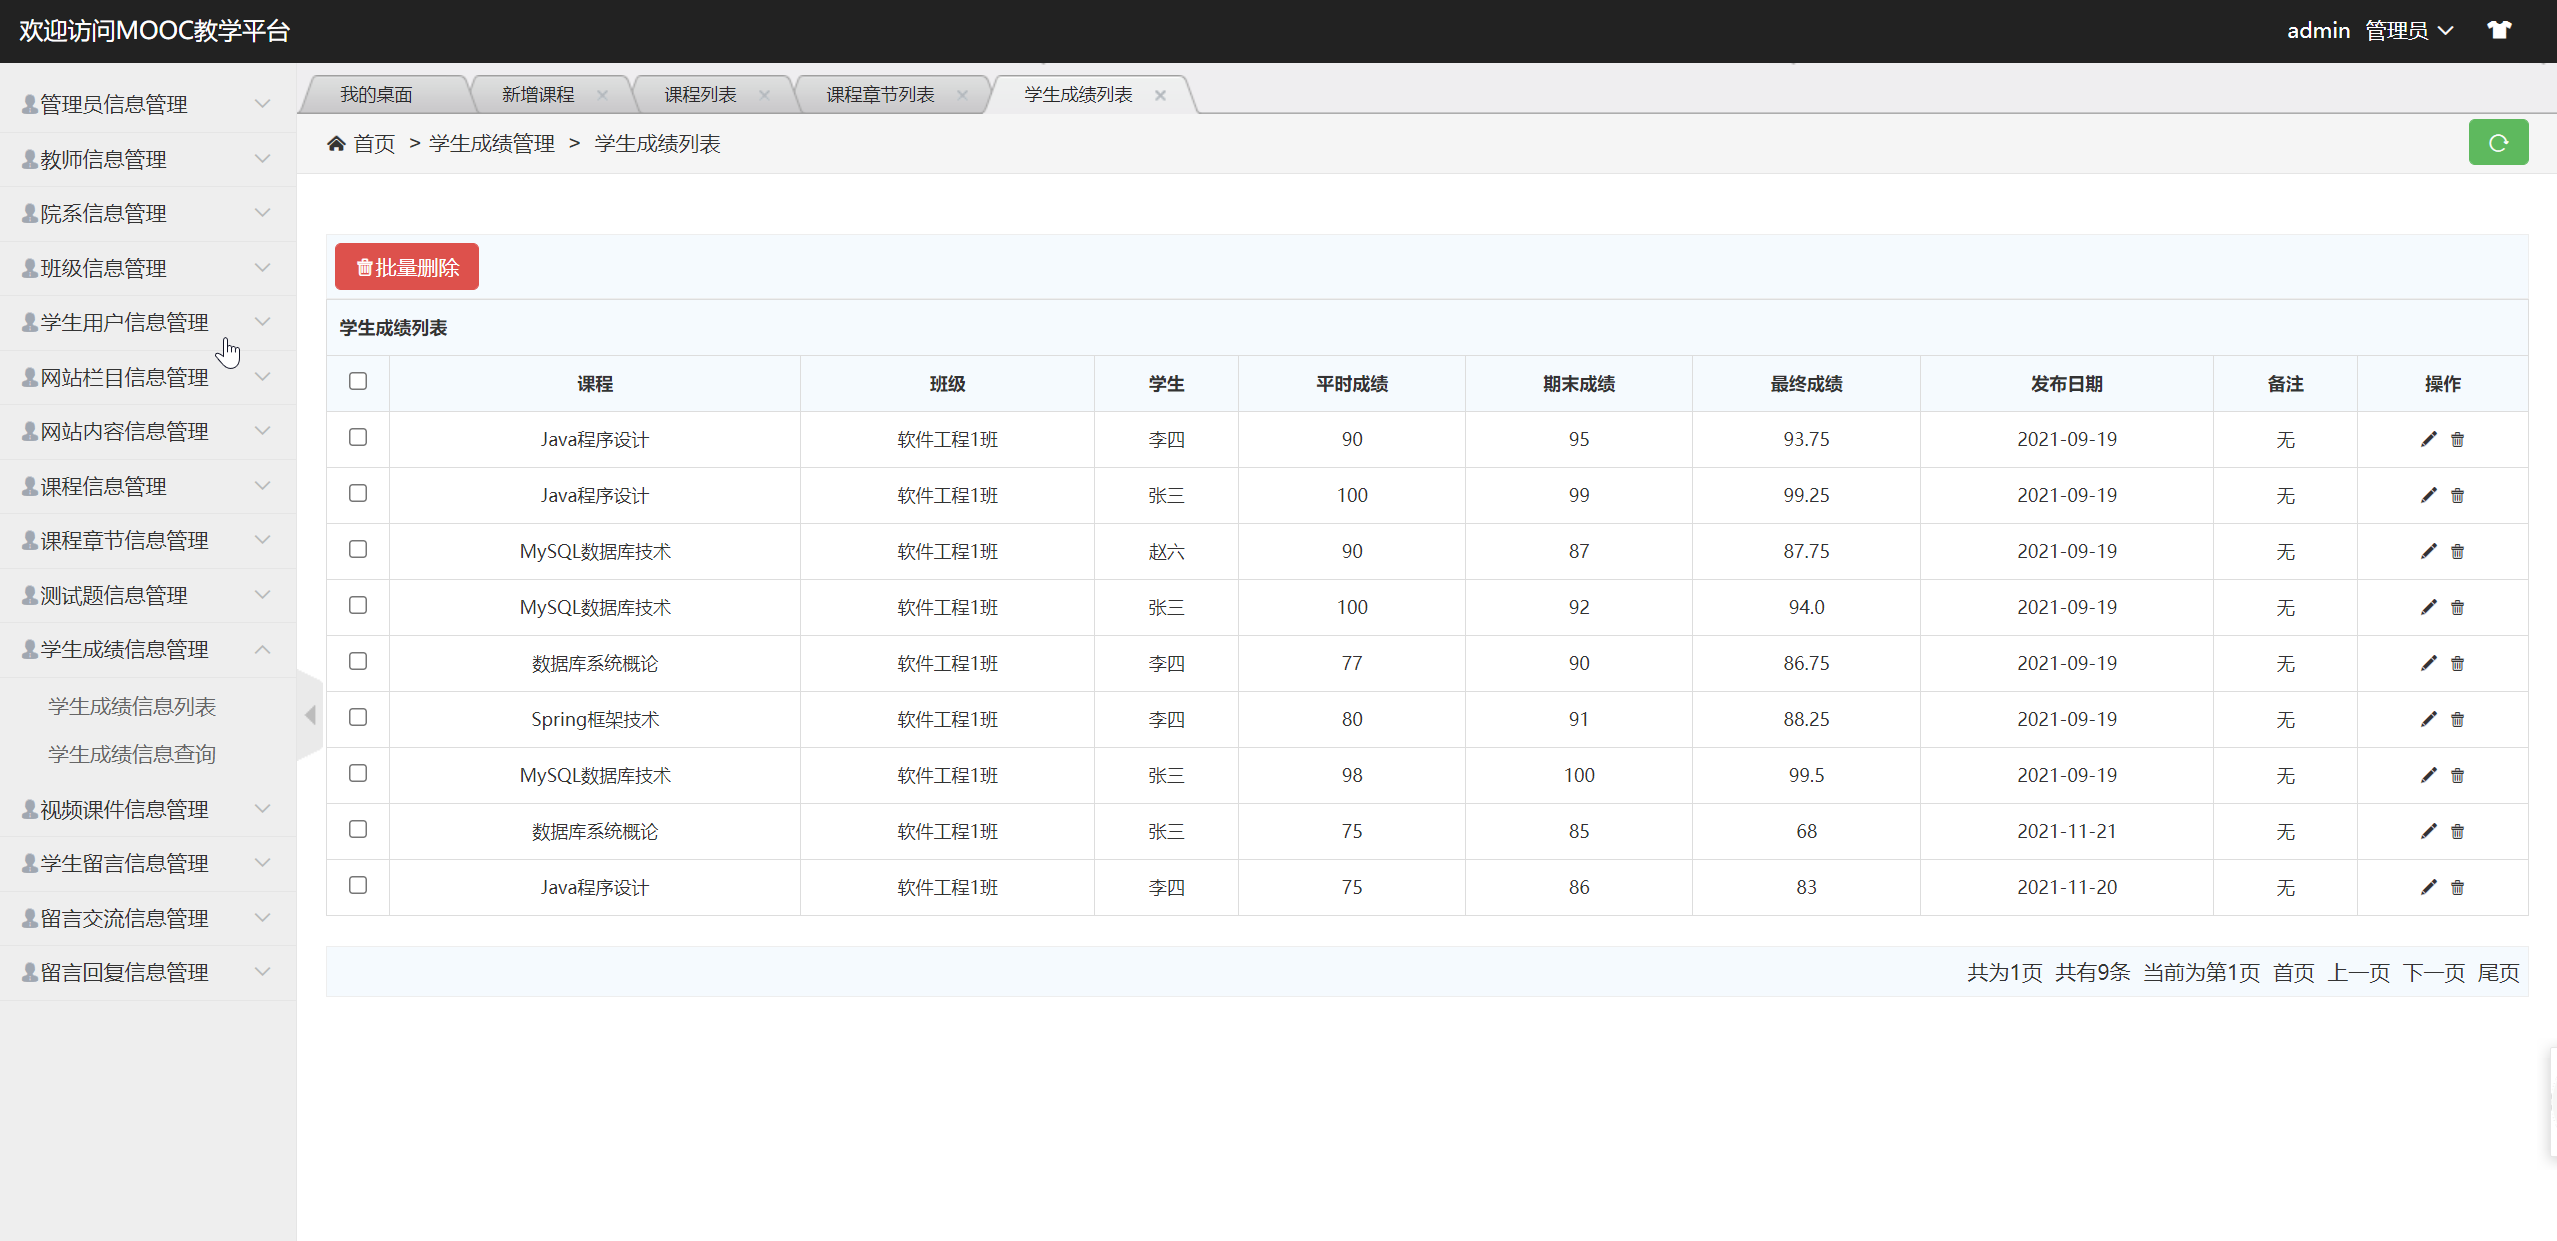 欢迎访问MOOC教学平台
admin 管理员
管理员信息管理
教师信息管理
院系信息管理
班级信息管理
学生用户信息管理
网站栏目信息管理
网站内容信息管理
课程信息管理
课程章节信息管理
测试题信息管理
学生成绩信息管理
学生成绩信息列表
学生成绩信息查询
视频课件信息管理
学生留言信息管理
留言交流信息管理
留言回复信息管理
我的桌面 新增课程 课程列表 课程章节列表 学生成绩列表
首页 > 学生成绩管理 > 学生成绩列表
批量删除
学生成绩列表
课程 班级 学生 平时成绩 期末成绩 最终成绩 发布日期 备注 操作
Java程序设计 软件工程1班 李四 90 95 93.75 2021-09-19 无
Java程序设计 软件工程1班 张三 100 99 99.25 2021-09-19 无
MySQL数据库技术 软件工程1班 赵六 90 87 87.75 2021-09-19 无
MySQL数据库技术 软件工程1班 张三 100 92 94.0 2021-09-19 无
数据库系统概论 软件工程1班 李四 77 90 86.75 2021-09-19 无
Spring框架技术 软件工程1班 李四 80 91 88.25 2021-09-19 无
MySQL数据库技术 软件工程1班 张三 98 100 99.5 2021-09-19 无
数据库系统概论 软件工程1班 张三 75 85 68 2021-11-21 无
Java程序设计 软件工程1班 李四 75 86 83 2021-11-20 无
共为1页 共有9条 当前为第1页 首页 上一页 下一页 尾页